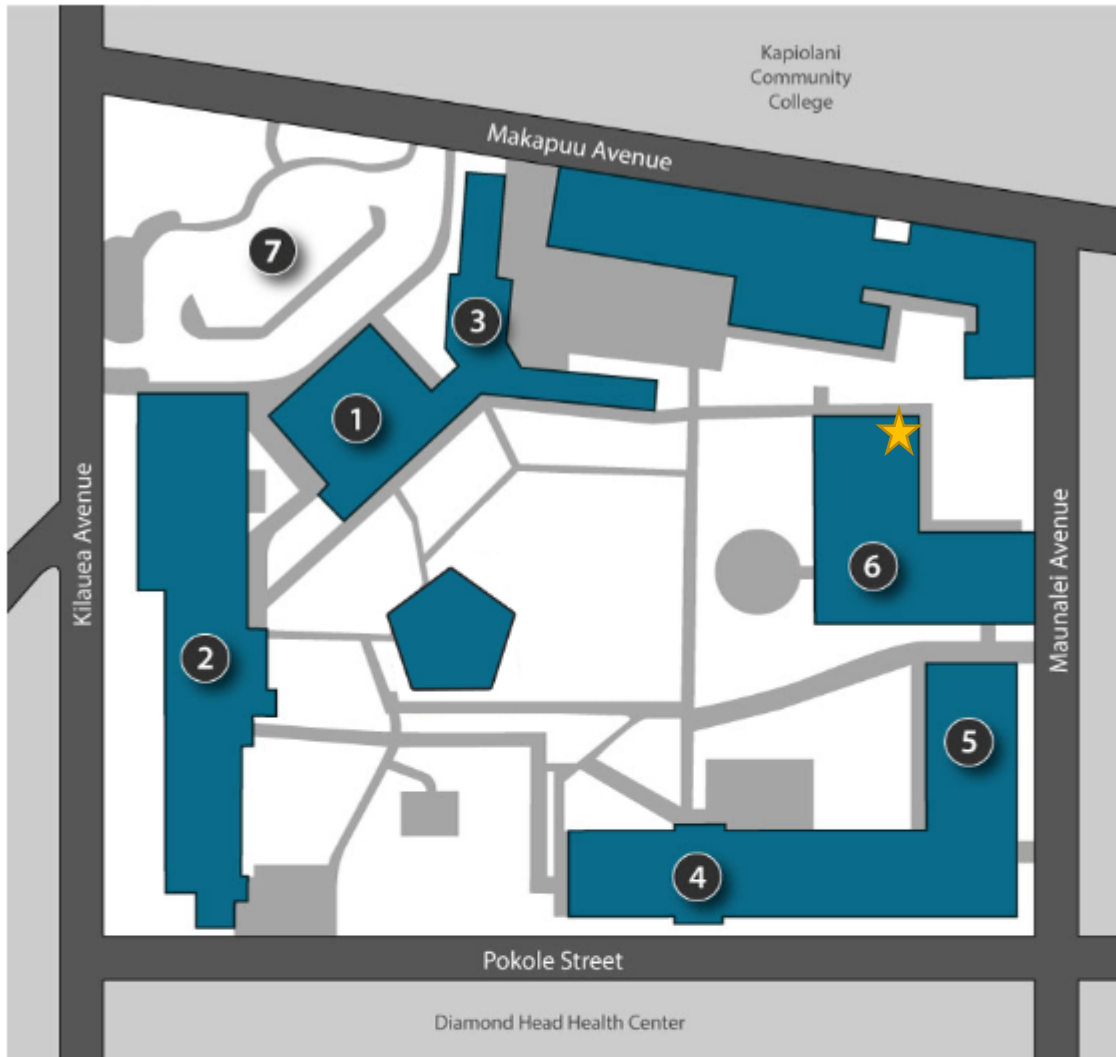 Kapiolani
Community
College
Makapuu Avenue
7
3
1
Kilauea Avenue
Maunalei Avenue
6
2
5
4
Pokole Street
Diamond Head Health Center